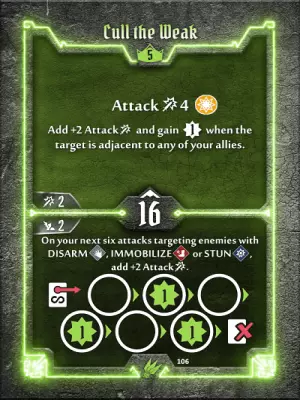 Cull the Weak
5
Attack 4
Add +2 Attack and gain 1 when the
target is adjacent to any of your allies.
2
16
2
On your next six attacks targeting enemies with
DISARM, IMMOBILIZE or STUN
add +2 Attack.
1
1 1
106